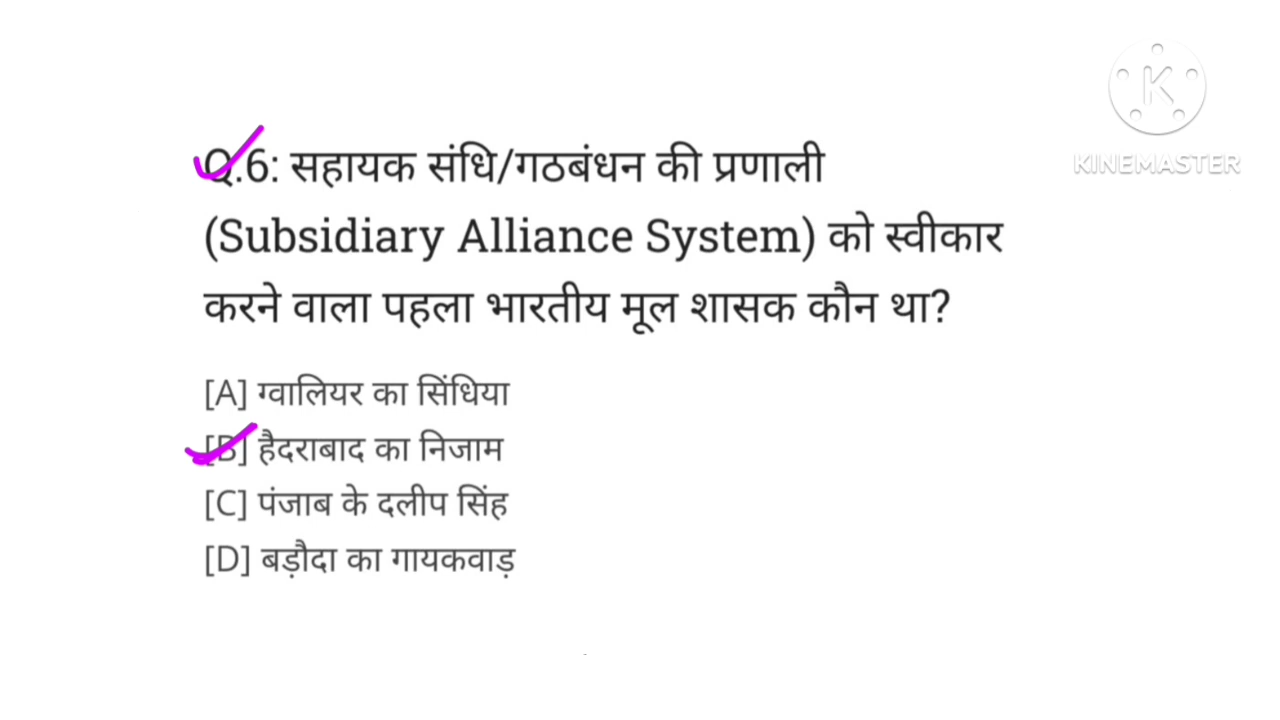 Q.6: सहायक संधि/गठबंधन की प्रणाली
(Subsidiary Alliance System) को स्वीकार
करने वाला पहला भारतीय मूल शासक कौन था?
[A] ग्वालियर का सिंधिया
[B] हैदराबाद का निजाम
[C] पंजाब के दलीप सिंह
[D] बड़ौदा का गायकवाड़
K
KINEMASTER